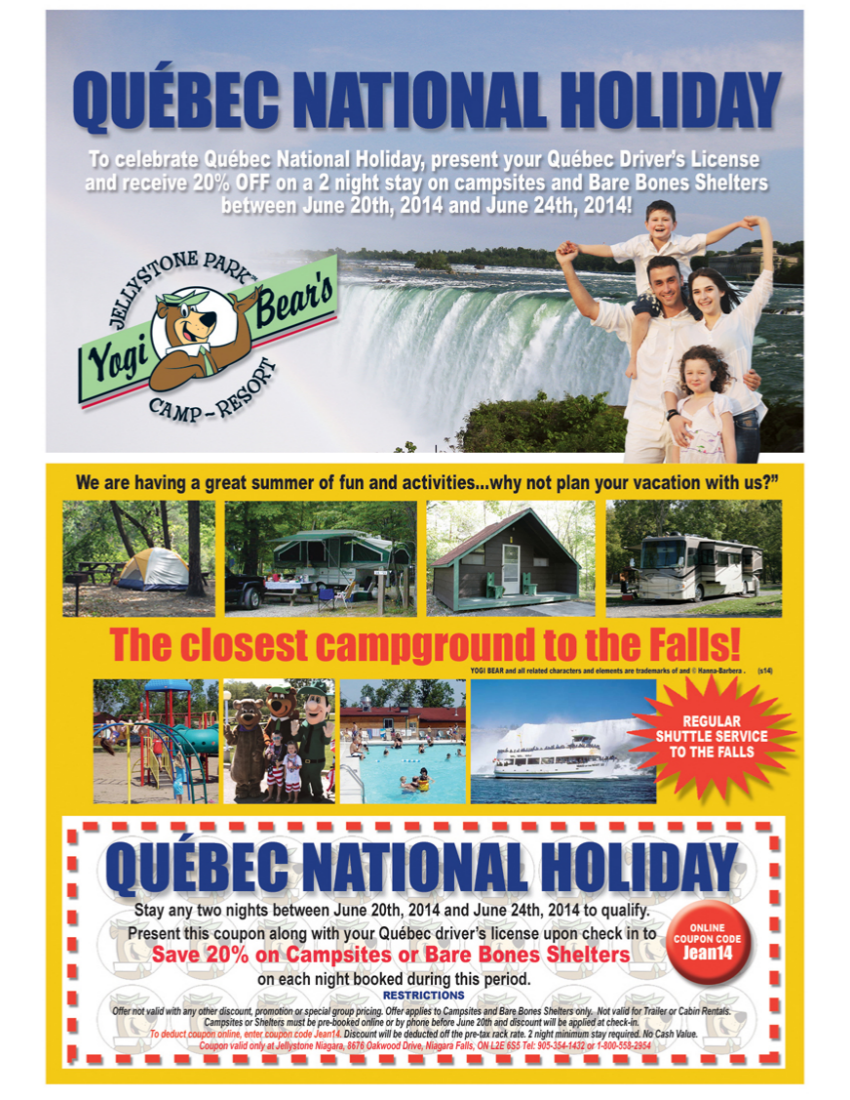 QUÉBEC NATIONAL HOLIDAY
To celebrate Québec National Holiday, present your Québec Driver's License
and receive 20% OFF on a 2 night stay on campsites and Bare Bones Shelters
between June 20th, 2014 and June 24th, 2014!
JELLYSTONE PARK™
Yogi Bear's
CAMP-RESORT
We are having a great summer of fun and activities...why not plan your vacation with us?”
The closest campground to the Falls!
YOGI BEAR and all related characters and elements are trademarks of and © Hanna-Barbera . (s14)
REGULAR
SHUTTLE SERVICE
TO THE FALLS
QUÉBEC NATIONAL HOLIDAY
Stay any two nights between June 20th, 2014 and June 24th, 2014 to qualify.
Present this coupon along with your Québec driver's license upon check in to
Save 20% on Campsites or Bare Bones Shelters
on each night booked during this period.
ONLINE
COUPON CODE
Jean14
RESTRICTIONS
Offer not valid with any other discount, promotion or special group pricing. Offer applies to Campsites and Bare Bones Shelters only. Not valid for Trailer or Cabin Rentals.
Campsites or Shelters must be pre-booked online or by phone before June 20th and discount will be applied at check-in.
To deduct coupon online, enter coupon code Jean14. Discount will be deducted off the pre-tax rack rate. 2 night minimum stay required. No Cash Value.
Coupon valid only at Jellystone Niagara, 8676 Oakwood Drive, Niagara Falls, ON L2E 6S5 Tel: 905-354-1432 or 1-800-558-2954